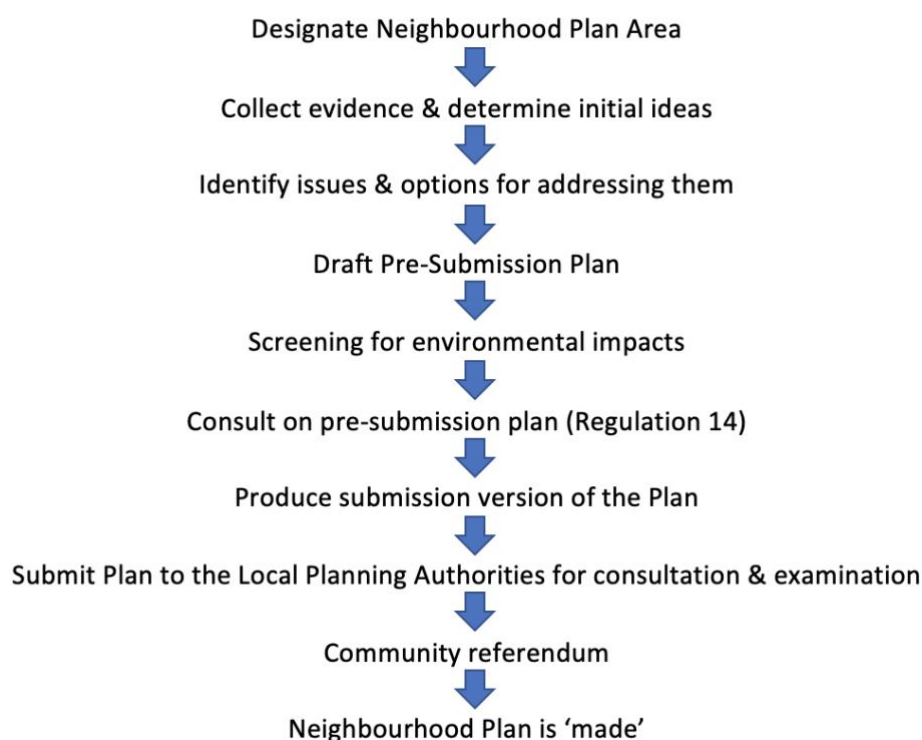 Designate Neighbourhood Plan Area
Collect evidence & determine initial ideas
Identify issues & options for addressing them
Draft Pre-Submission Plan
Screening for environmental impacts
Consult on pre-submission plan (Regulation 14)
Produce submission version of the Plan
Submit Plan to the Local Planning Authorities for consultation & examination
Community referendum
Neighbourhood Plan is ‘made’